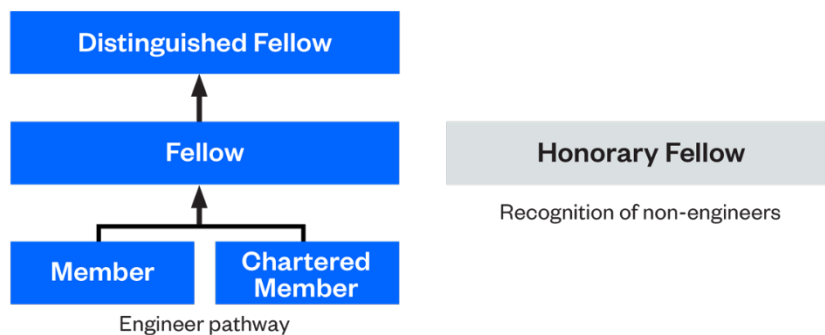 Distinguished Fellow
Fellow
Honorary Fellow
Recognition of non-engineers
Member
Chartered
Member
Engineer pathway